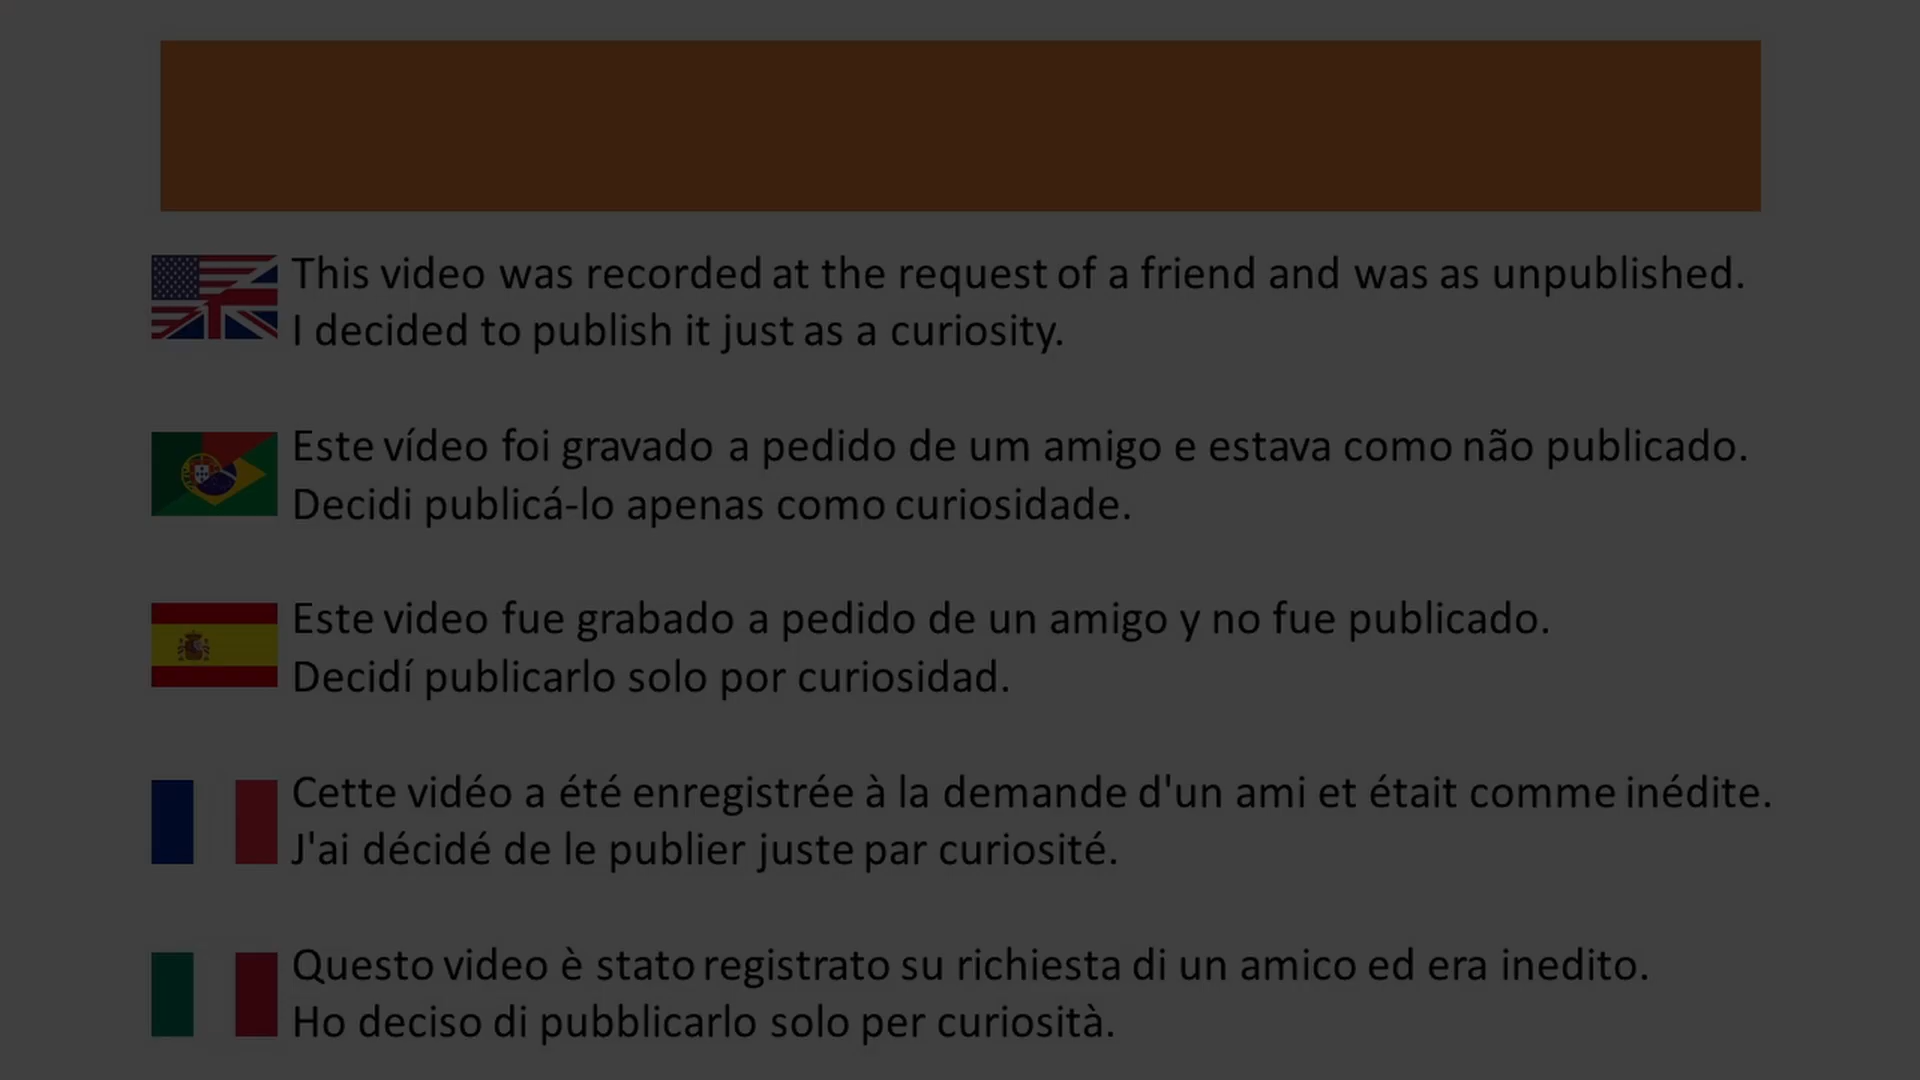 This video was recorded at the request of a friend and was as unpublished.
I decided to publish it just as a curiosity.
Este vídeo foi gravado a pedido de um amigo e estava como não publicado.
Decidi publicá-lo apenas como curiosidade.
Este video fue grabado a pedido de un amigo y no fue publicado.
Decidí publicarlo solo por curiosidad.
Cette vidéo a été enregistrée à la demande d'un ami et était comme inédite.
J'ai décidé de le publier juste par curiosité.
Questo video è stato registrato su richiesta di un amico ed era inedito.
Ho deciso di pubblicarlo solo per curiosità.